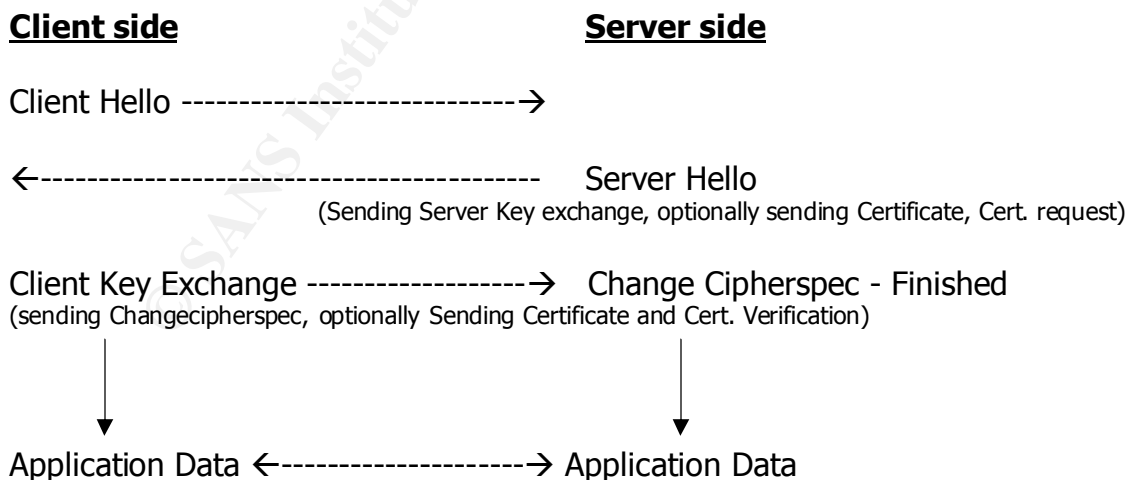 Client side Server side
Client Hello -----------------------------→
←------------------------------------------- Server Hello
(Sending Server Key exchange, optionally sending Certificate, Cert. request)
Client Key Exchange -------------------→ Change Cipherspec - Finished
(sending Changecipherspec, optionally Sending Certificate and Cert. Verification)
Application Data ←---------------------→ Application Data
© SANS